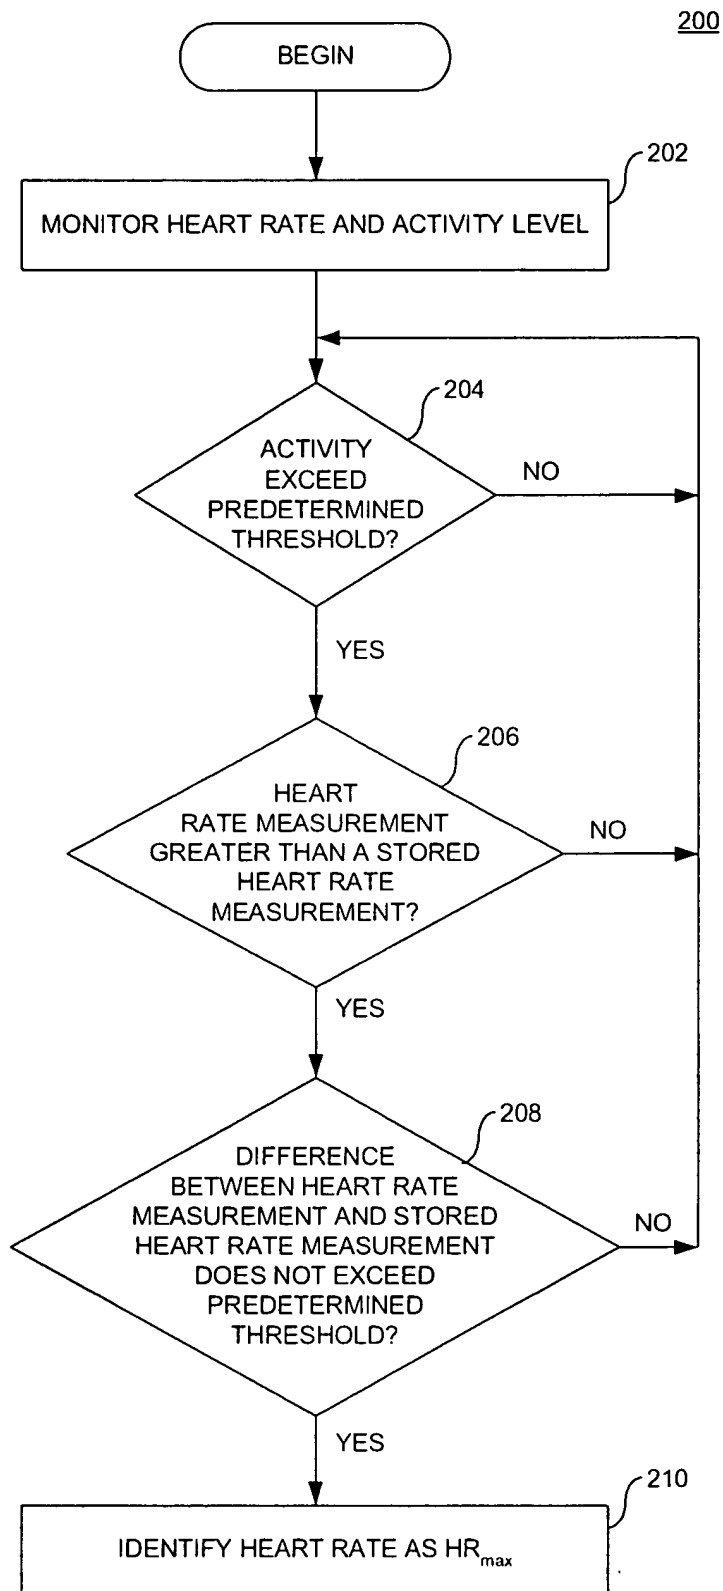 200
BEGIN
202
MONITOR HEART RATE AND ACTIVITY LEVEL
204
ACTIVITY
EXCEED
PREDETERMINED
THRESHOLD?
NO
YES
206
HEART
RATE MEASUREMENT
GREATER THAN A STORED
HEART RATE
MEASUREMENT?
NO
YES
208
DIFFERENCE
BETWEEN HEART RATE
MEASUREMENT AND STORED
HEART RATE MEASUREMENT
DOES NOT EXCEED
PREDETERMINED
THRESHOLD?
NO
YES
210
IDENTIFY HEART RATE AS HRmax